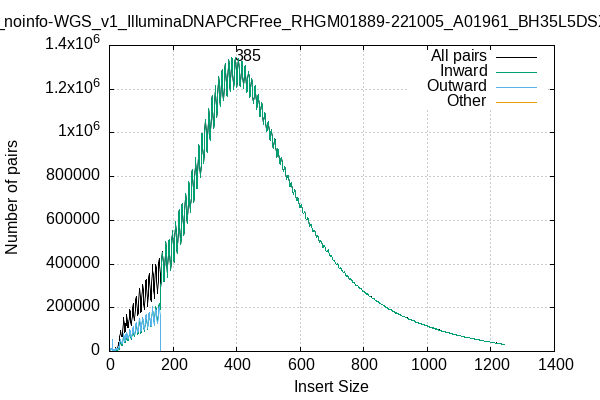 _noinfo-WGS_v1_IlluminaDNAPCRFree_RHGM01889-221005_A01961_BH35L5DSX
1.4x10^6
1.2x10^6
1x10^6
800000
600000
400000
200000
0
Number of pairs
385
All pairs
Inward
Outward
Other
0 200 400 600 800 1000 1200 1400
Insert Size